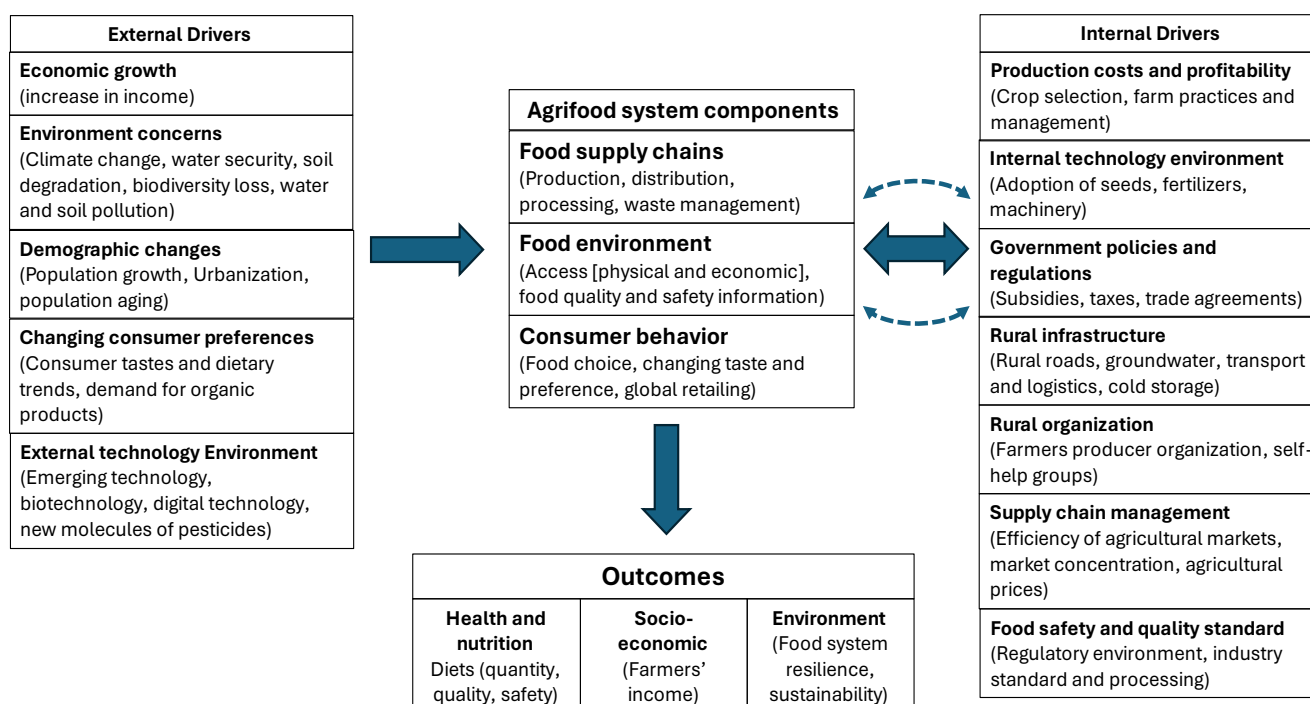 External Drivers
Economic growth
(increase in income)
Environment concerns
(Climate change, water security, soil
degradation, biodiversity loss, water
and soil pollution)
Demographic changes
(Population growth, Urbanization,
population aging)
Changing consumer preferences
(Consumer tastes and dietary
trends, demand for organic
products)
External technology Environment
(Emerging technology,
biotechnology, digital technology,
new molecules of pesticides)
Agrifood system components
Food supply chains
(Production, distribution,
processing, waste management)
Food environment
(Access [physical and economic],
food quality and safety information)
Consumer behavior
(Food choice, changing taste and
preference, global retailing)
Outcomes
Health and
nutrition
Diets (quantity,
quality, safety)
Socio-
economic
(Farmers’
income)
Environment
(Food system
resilience,
sustainability)
Internal Drivers
Production costs and profitability
(Crop selection, farm practices and
management)
Internal technology environment
(Adoption of seeds, fertilizers,
machinery)
Government policies and
regulations
(Subsidies, taxes, trade agreements)
Rural infrastructure
(Rural roads, groundwater, transport
and logistics, cold storage)
Rural organization
(Farmers producer organization, self-
help groups)
Supply chain management
(Efficiency of agricultural markets,
market concentration, agricultural
prices)
Food safety and quality standard
(Regulatory environment, industry
standard and processing)